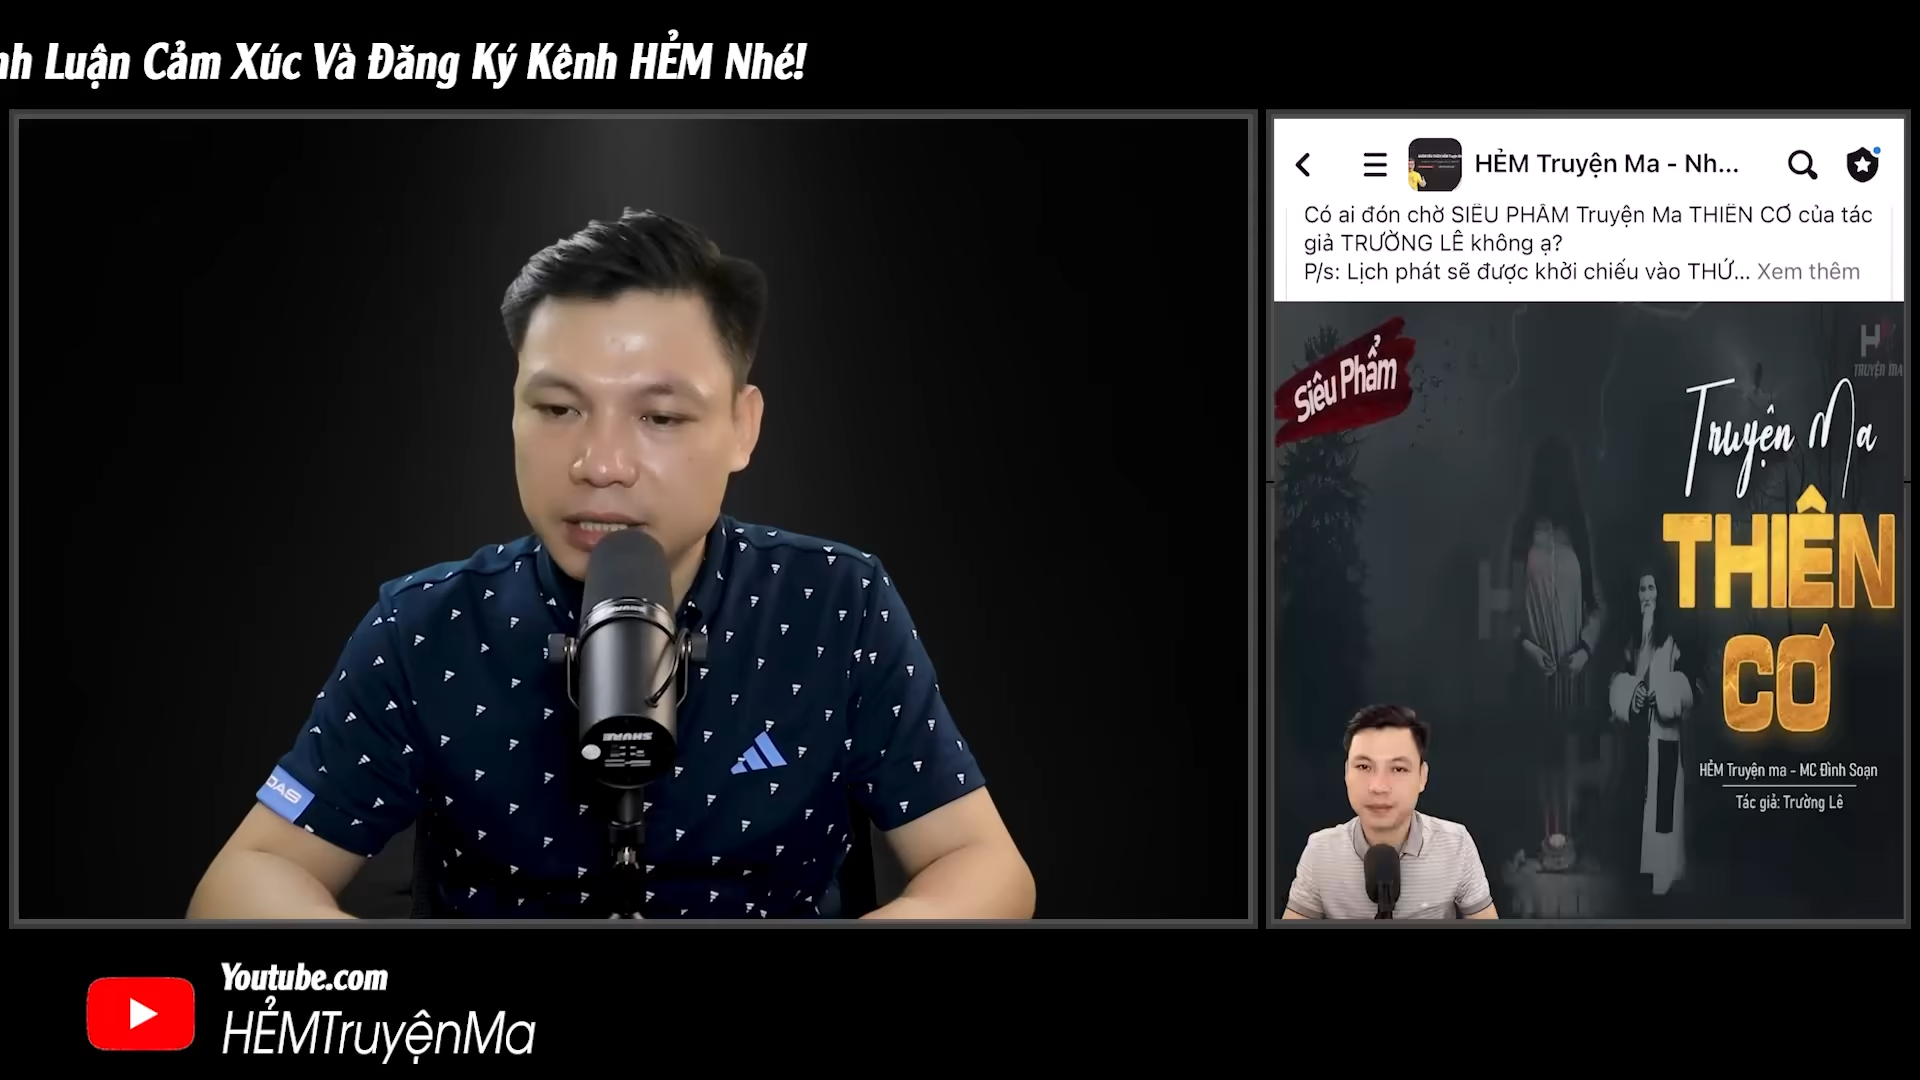 nh Luận Cảm Xúc Và Đăng Ký Kênh HẺM Nhé!
HẺM Truyện Ma - Nh...
Có ai đón chờ SIÊU PHẨM Truyện Ma THIÊN CƠ của tác
giả TRƯỜNG LÊ không ạ?
P/s: Lịch phát sẽ được khởi chiếu vào THỨ... Xem thêm
Siêu Phẩm
TRUYỆN MA
Truyện Ma
THIÊN
CƠ
HẺM Truyện ma - MC Đình Soạn
Tác giả: Trường Lê
SHURE
Youtube.com
HẺMTruyệnMa